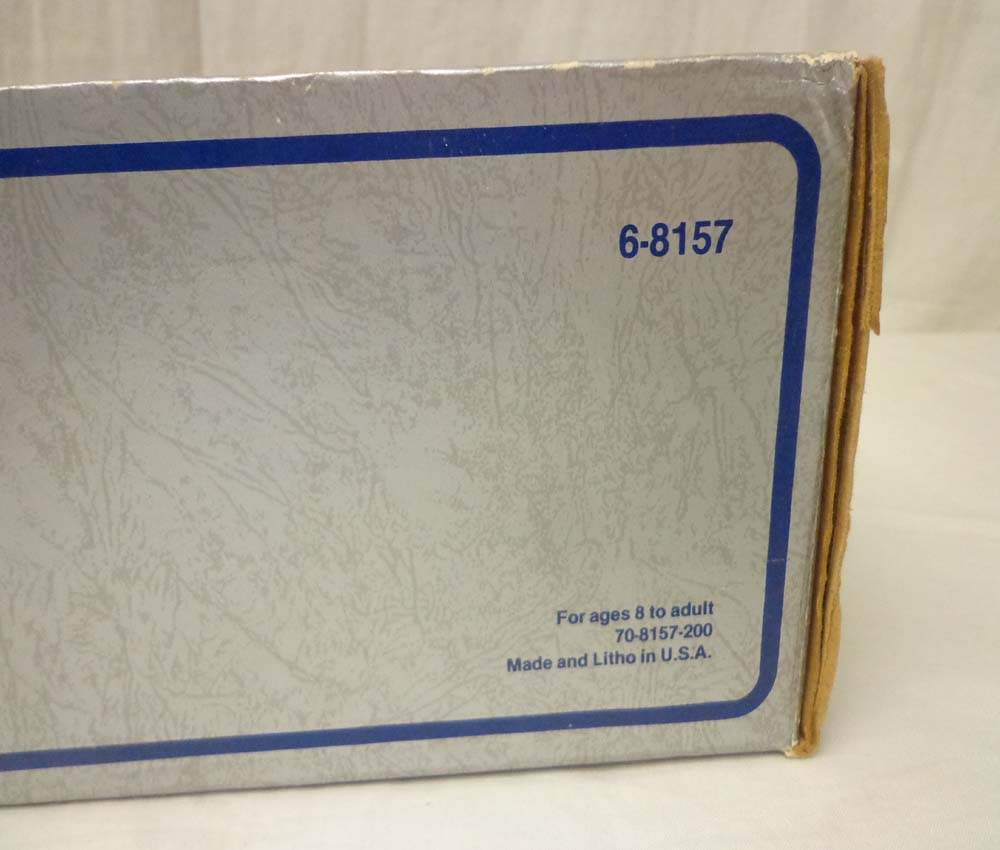 6-8157
For ages 8 to adult
70-8157-200
Made and Litho in U.S.A.